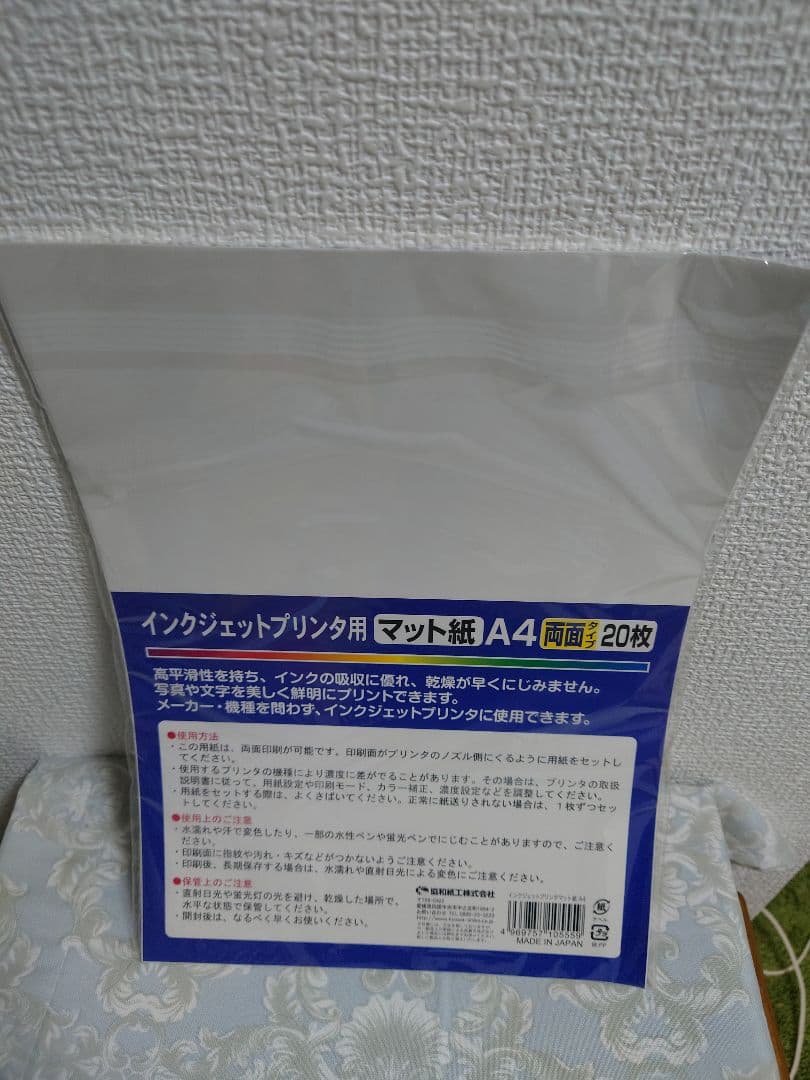 インクジェットプリンタ用 マット紙 A4 両面タイプ 20枚
高平滑性を持ち、インクの吸収に優れ、乾燥が早くにじみません。
写真や文字を美しく鮮明にプリントできます。
メーカー・機種を問わず、インクジェットプリンタに使用できます。
●使用方法
・この用紙は、両面印刷が可能です。印刷面がプリンタのノズル側にくるように用紙をセットし
てください。
・使用するプリンタの機種により濃度に差がでることがあります。その場合は、プリンタの取扱
説明書に従って、用紙設定や印刷モード、カラー補正、濃度設定などを調整してください。
・用紙をセットする際は、よくさばいてください。正常に紙送りされない場合は、1枚ずつセッ
トしてください。
●使用上のご注意
・水濡れや汗で変色したり、一部の水性ペンや蛍光ペンでにじむことがありますので、ご注意く
ださい。
・印刷面に指紋や汚れ・キズなどがつかないようご注意ください。
・印刷後、長期保存する場合は、水濡れや直射日光による変色にご注意ください。
●保管上のご注意
・直射日光や蛍光灯の光を避け、乾燥した場所で、
水平な状態で保管してください。
・開封後は、なるべく早くお使いください。
協和紙工株式会社
インクジェットプリンタマット紙 A4
4 969757 105559
MADE IN JAPAN
紙
ラベル
プラ
袋:PP